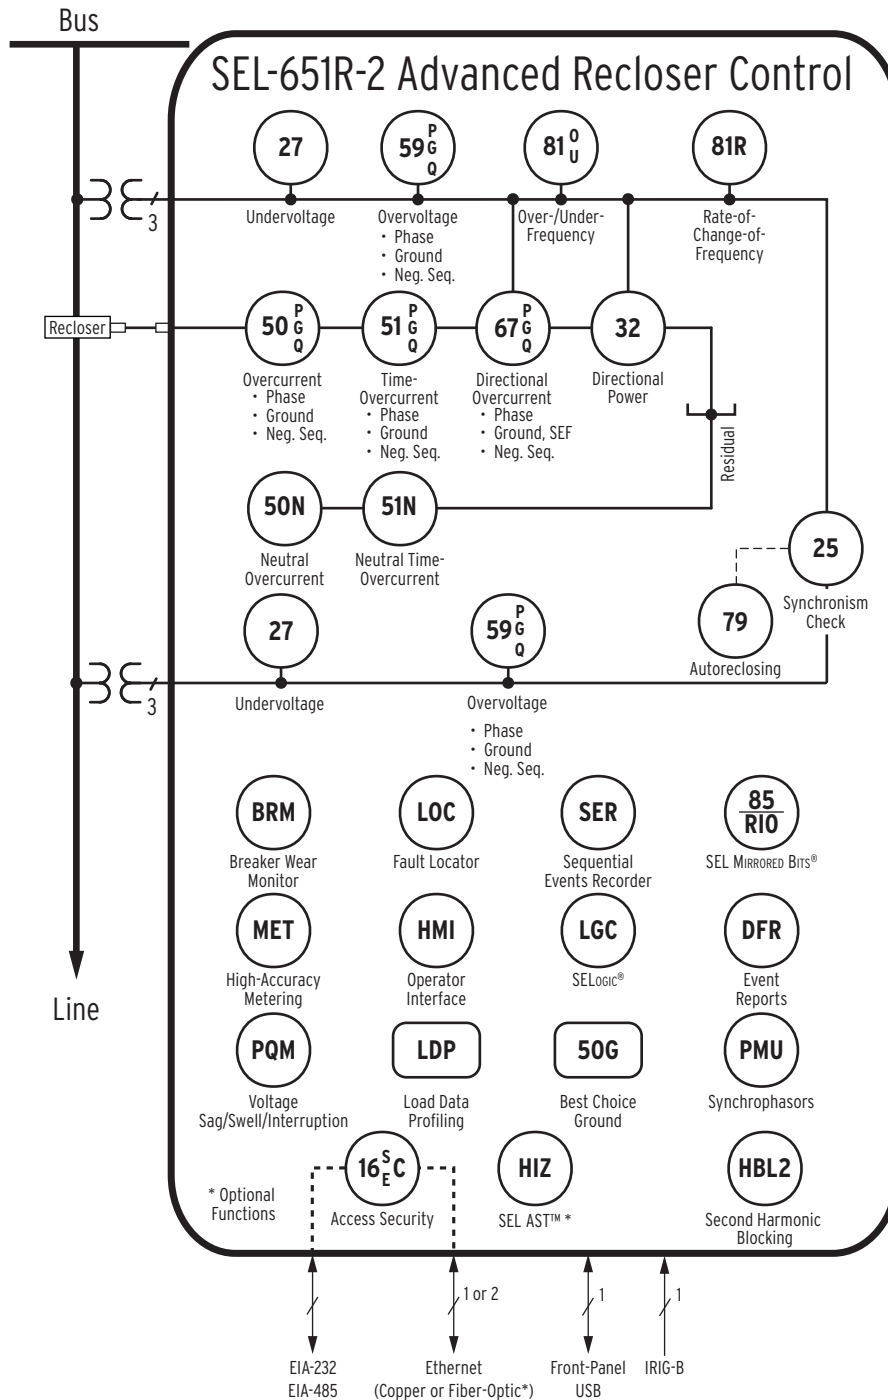 Bus
SEL-651R-2 Advanced Recloser Control
27
59 P G Q
81 O U
81R
3
Undervoltage
Overvoltage
• Phase
• Ground
• Neg. Seq.
Over-/Under-
Frequency
Rate-of-
Change-of-
Frequency
Recloser
50 P G Q
51 P G Q
67 P G Q
32
Overcurrent
• Phase
• Ground
• Neg. Seq.
Time-
Overcurrent
• Phase
• Ground
• Neg. Seq.
Directional
Overcurrent
• Phase
• Ground, SEF
• Neg. Seq.
Directional
Power
Residual
50N
51N
Neutral
Overcurrent
Neutral Time-
Overcurrent
25
Synchronism
Check
79
Autoreclosing
27
59 P G Q
3
Undervoltage
Overvoltage
• Phase
• Ground
• Neg. Seq.
BRM
LOC
SER
85
RIO
Breaker Wear
Monitor
Fault Locator
Sequential
Events Recorder
SEL MIRRORED BITS®
MET
HMI
LGC
DFR
High-Accuracy
Metering
Operator
Interface
SELOGIC®
Event
Reports
Line
PQM
LDP
50G
PMU
Voltage
Sag/Swell/Interruption
Load Data
Profiling
Best Choice
Ground
Synchrophasors
16 S E C
HIZ
HBL2
* Optional
Functions
Access Security
SEL AST™ *
Second Harmonic
Blocking
1 or 2
1
1
EIA-232
EIA-485
Ethernet
(Copper or Fiber-Optic*)
Front-Panel
USB
IRIG-B